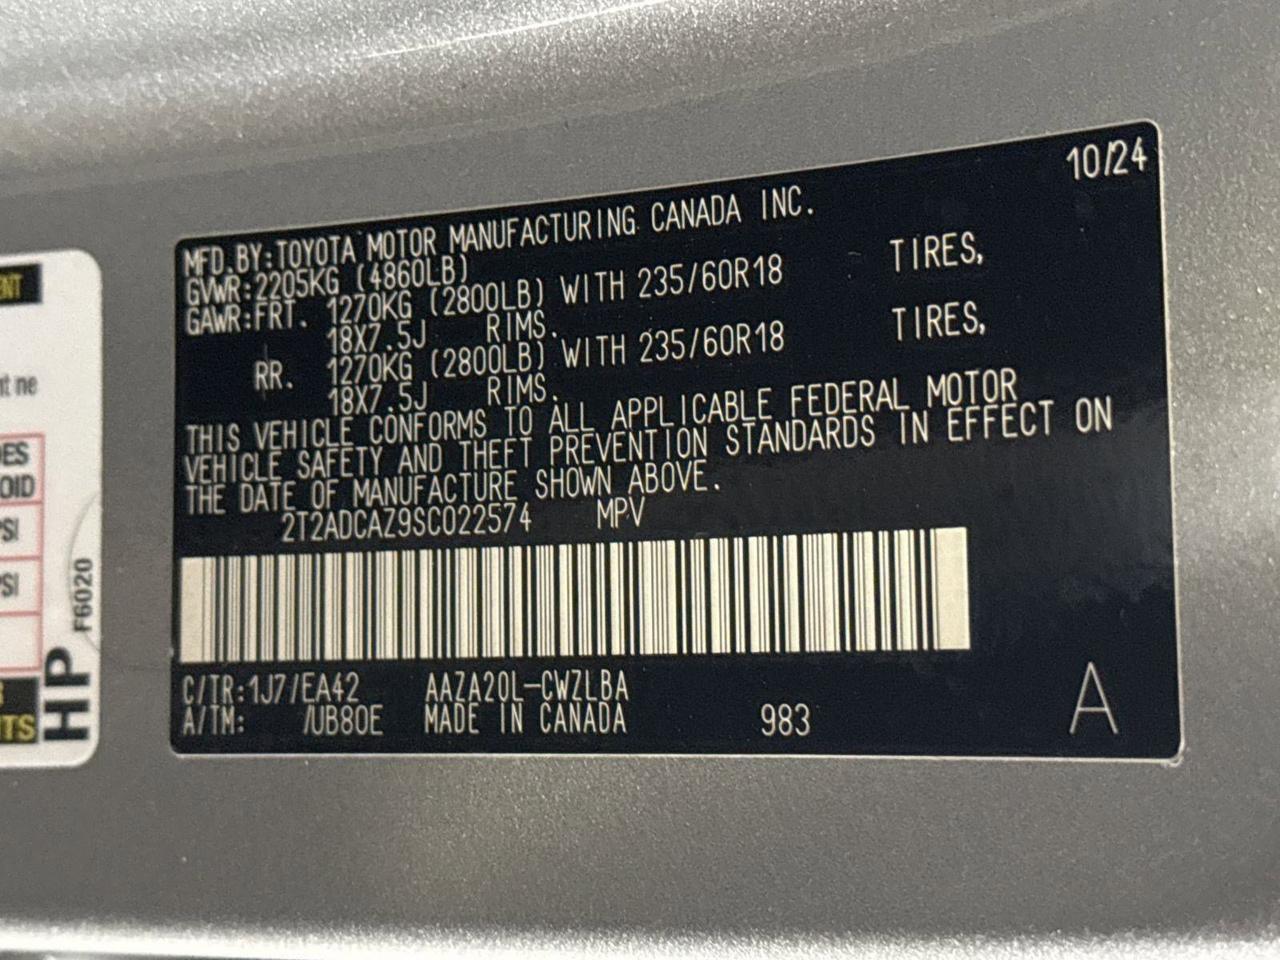 10/24
MFD.BY:TOYOTA MOTOR MANUFACTURING CANADA INC.
GVWR:2205KG (4860LB)
GAWR:FRT. 1270KG (2800LB) WITH 235/60R18 TIRES,
18X7.5J RIMS.
RR. 1270KG (2800LB) WITH 235/60R18 TIRES,
18X7.5J RIMS.
THIS VEHICLE CONFORMS TO ALL APPLICABLE FEDERAL MOTOR
VEHICLE SAFETY AND THEFT PREVENTION STANDARDS IN EFFECT ON
THE DATE OF MANUFACTURE SHOWN ABOVE.
2T2ADCAZ9SC022574 MPV
C/TR:1J7/EA42 AAZA20L-CWZLBA
A/TM: /UB80E MADE IN CANADA 983 A
PSI
PSI
HP
F6020